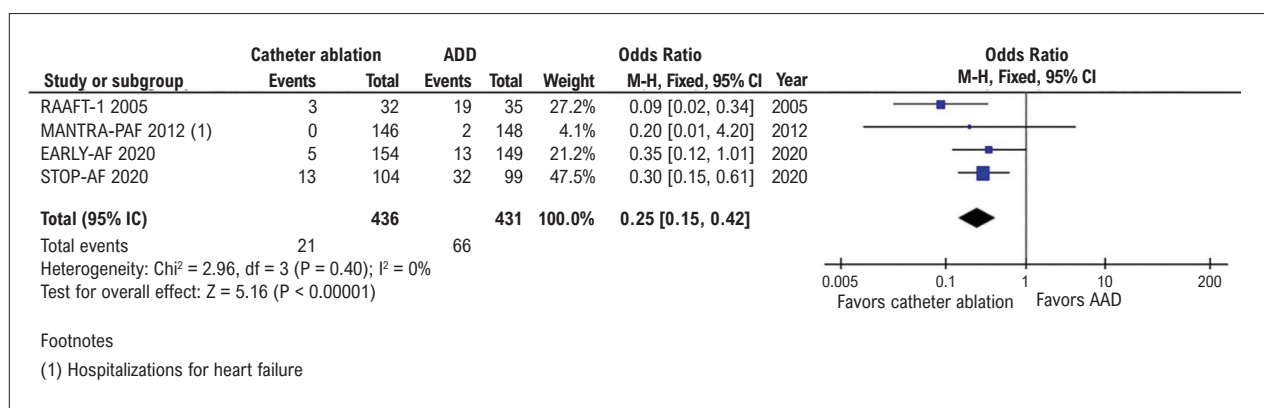 Catheter ablation ADD Odds Ratio Odds Ratio
Study or subgroup Events Total Events Total Weight M-H, Fixed, 95% CI Year M-H, Fixed, 95% CI
RAAFT-1 2005 3 32 19 35 27.2% 0.09 [0.02, 0.34] 2005
MANTRA-PAF 2012 (1) 0 146 2 148 4.1% 0.20 [0.01, 4.20] 2012
EARLY-AF 2020 5 154 13 149 21.2% 0.35 [0.12, 1.01] 2020
STOP-AF 2020 13 104 32 99 47.5% 0.30 [0.15, 0.61] 2020
Total (95% IC) 436 431 100.0% 0.25 [0.15, 0.42]
Total events 21 66
Heterogeneity: Chi² = 2.96, df = 3 (P = 0.40); I² = 0%
Test for overall effect: Z = 5.16 (P < 0.00001)
0.005 0.1 1 10 200
Favors catheter ablation Favors AAD
Footnotes
(1) Hospitalizations for heart failure